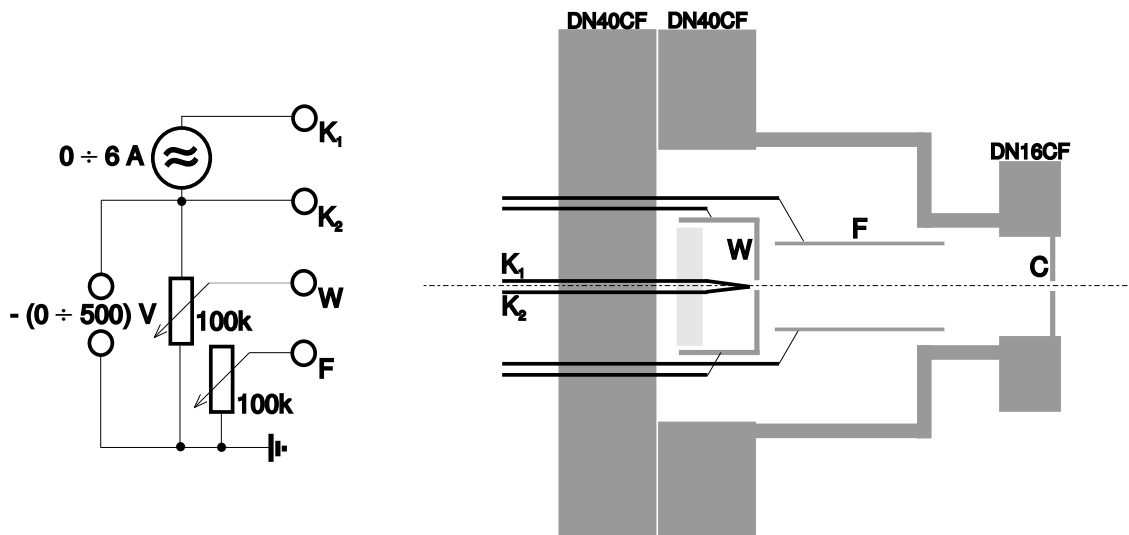 0 ÷ 6 A
K₁
K₂
- (0 ÷ 500) V
100k
W
100k
F
DN40CF
DN40CF
DN16CF
K₁
K₂
W
F
C